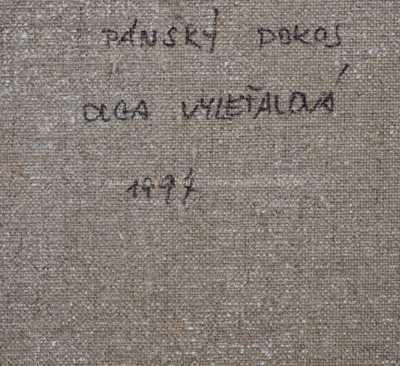 PÁNSKÝ DOKOS
OLGA VYLEŤALOVÁ
1997